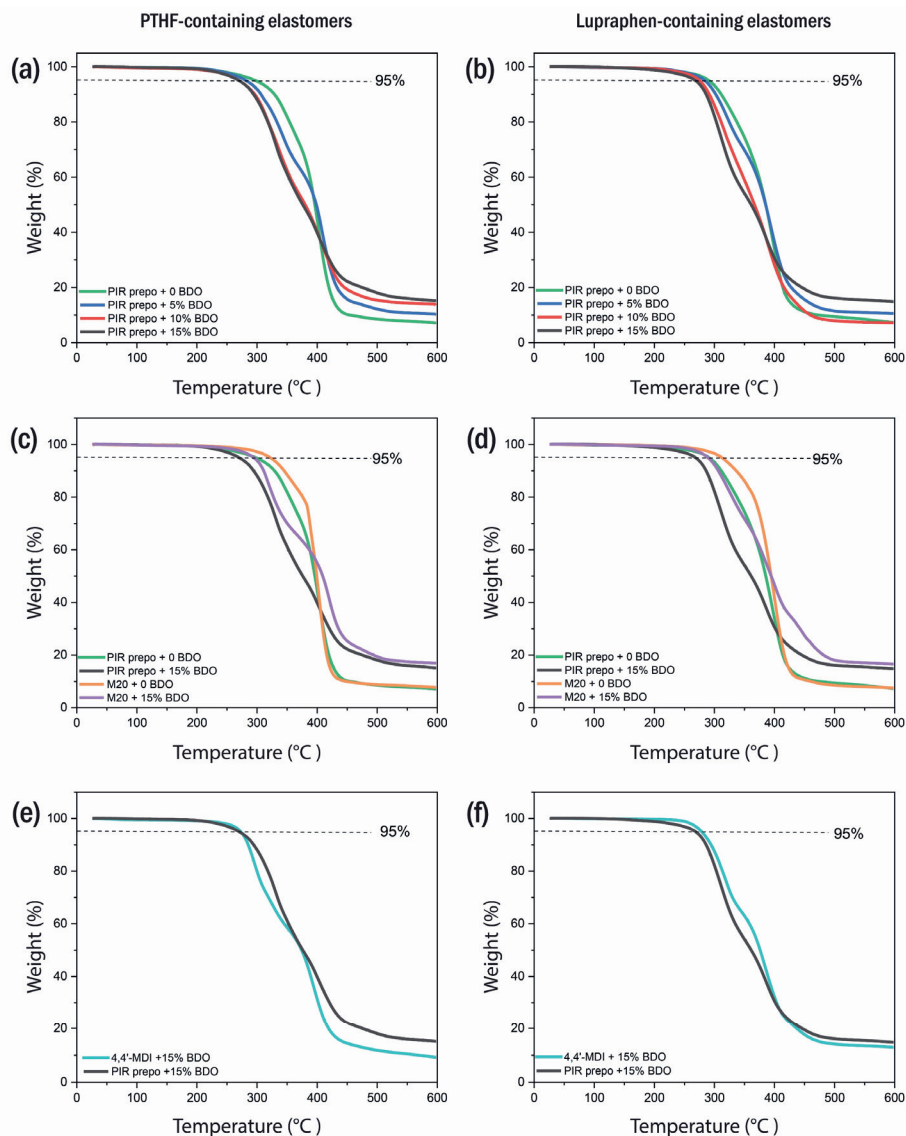 PTHF-containing elastomers
Lupraphen-containing elastomers
(a)
100
80
60
40
20
0
Weight (%)
95%
PIR prepo + 0 BDO
PIR prepo + 5% BDO
PIR prepo + 10% BDO
PIR prepo + 15% BDO
0 100 200 300 400 500 600
Temperature (°C )
(b)
100
80
60
40
20
0
Weight (%)
95%
PIR prepo + 0 BDO
PIR prepo + 5% BDO
PIR prepo + 10% BDO
PIR prepo + 15% BDO
0 100 200 300 400 500 600
Temperature (°C )
(c)
100
80
60
40
20
0
Weight (%)
95%
PIR prepo + 0 BDO
PIR prepo + 15% BDO
M20 + 0 BDO
M20 + 15% BDO
0 100 200 300 400 500 600
Temperature (°C )
(d)
100
80
60
40
20
0
Weight (%)
95%
PIR prepo + 0 BDO
PIR prepo + 15% BDO
M20 + 0 BDO
M20 + 15% BDO
0 100 200 300 400 500 600
Temperature (°C )
(e)
100
80
60
40
20
0
Weight (%)
95%
4,4'-MDI +15% BDO
PIR prepo +15% BDO
0 100 200 300 400 500 600
Temperature (°C )
(f)
100
80
60
40
20
0
Weight (%)
95%
4,4'-MDI + 15% BDO
PIR prepo +15% BDO
0 100 200 300 400 500 600
Temperature (°C )